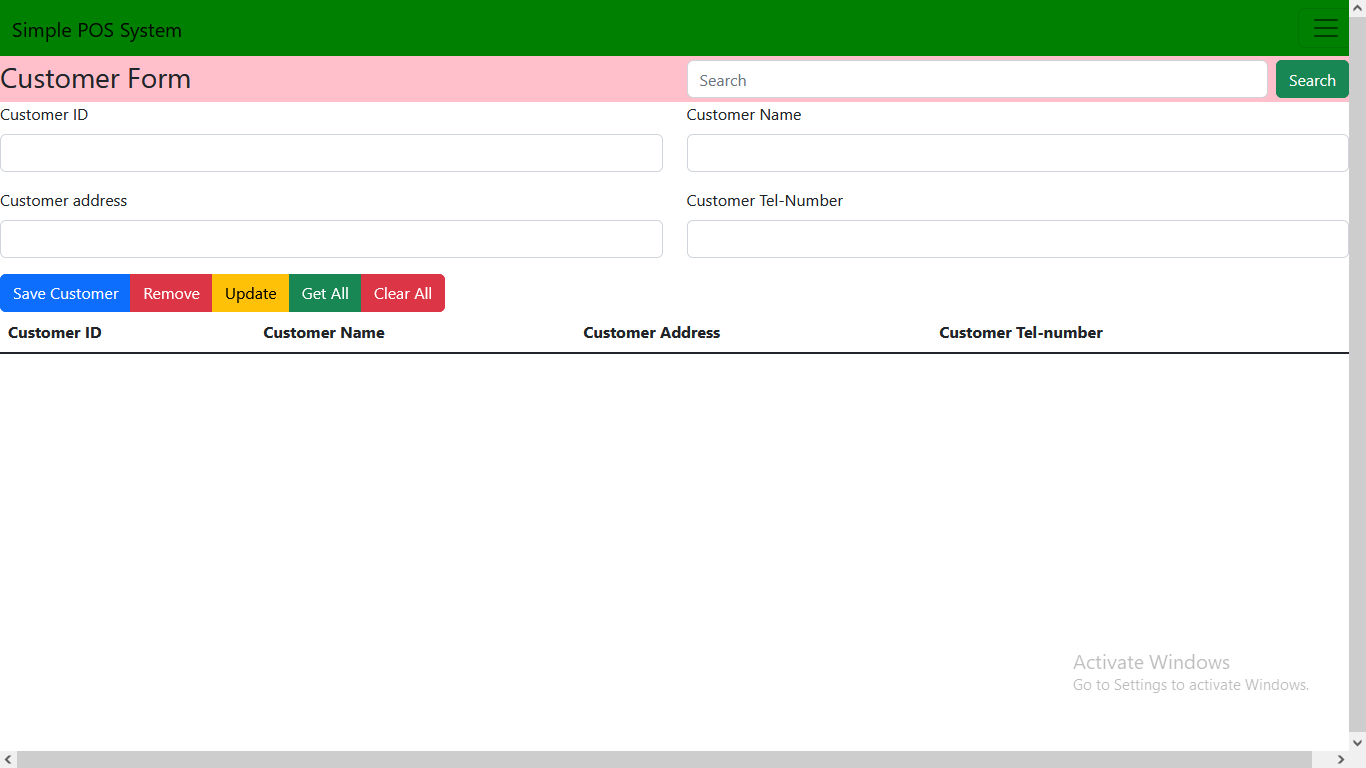 Simple POS System
Customer Form
Search Search
Customer ID Customer Name
Customer address Customer Tel-Number
Save Customer Remove Update Get All Clear All
Customer ID Customer Name Customer Address Customer Tel-number
Activate Windows
Go to Settings to activate Windows.